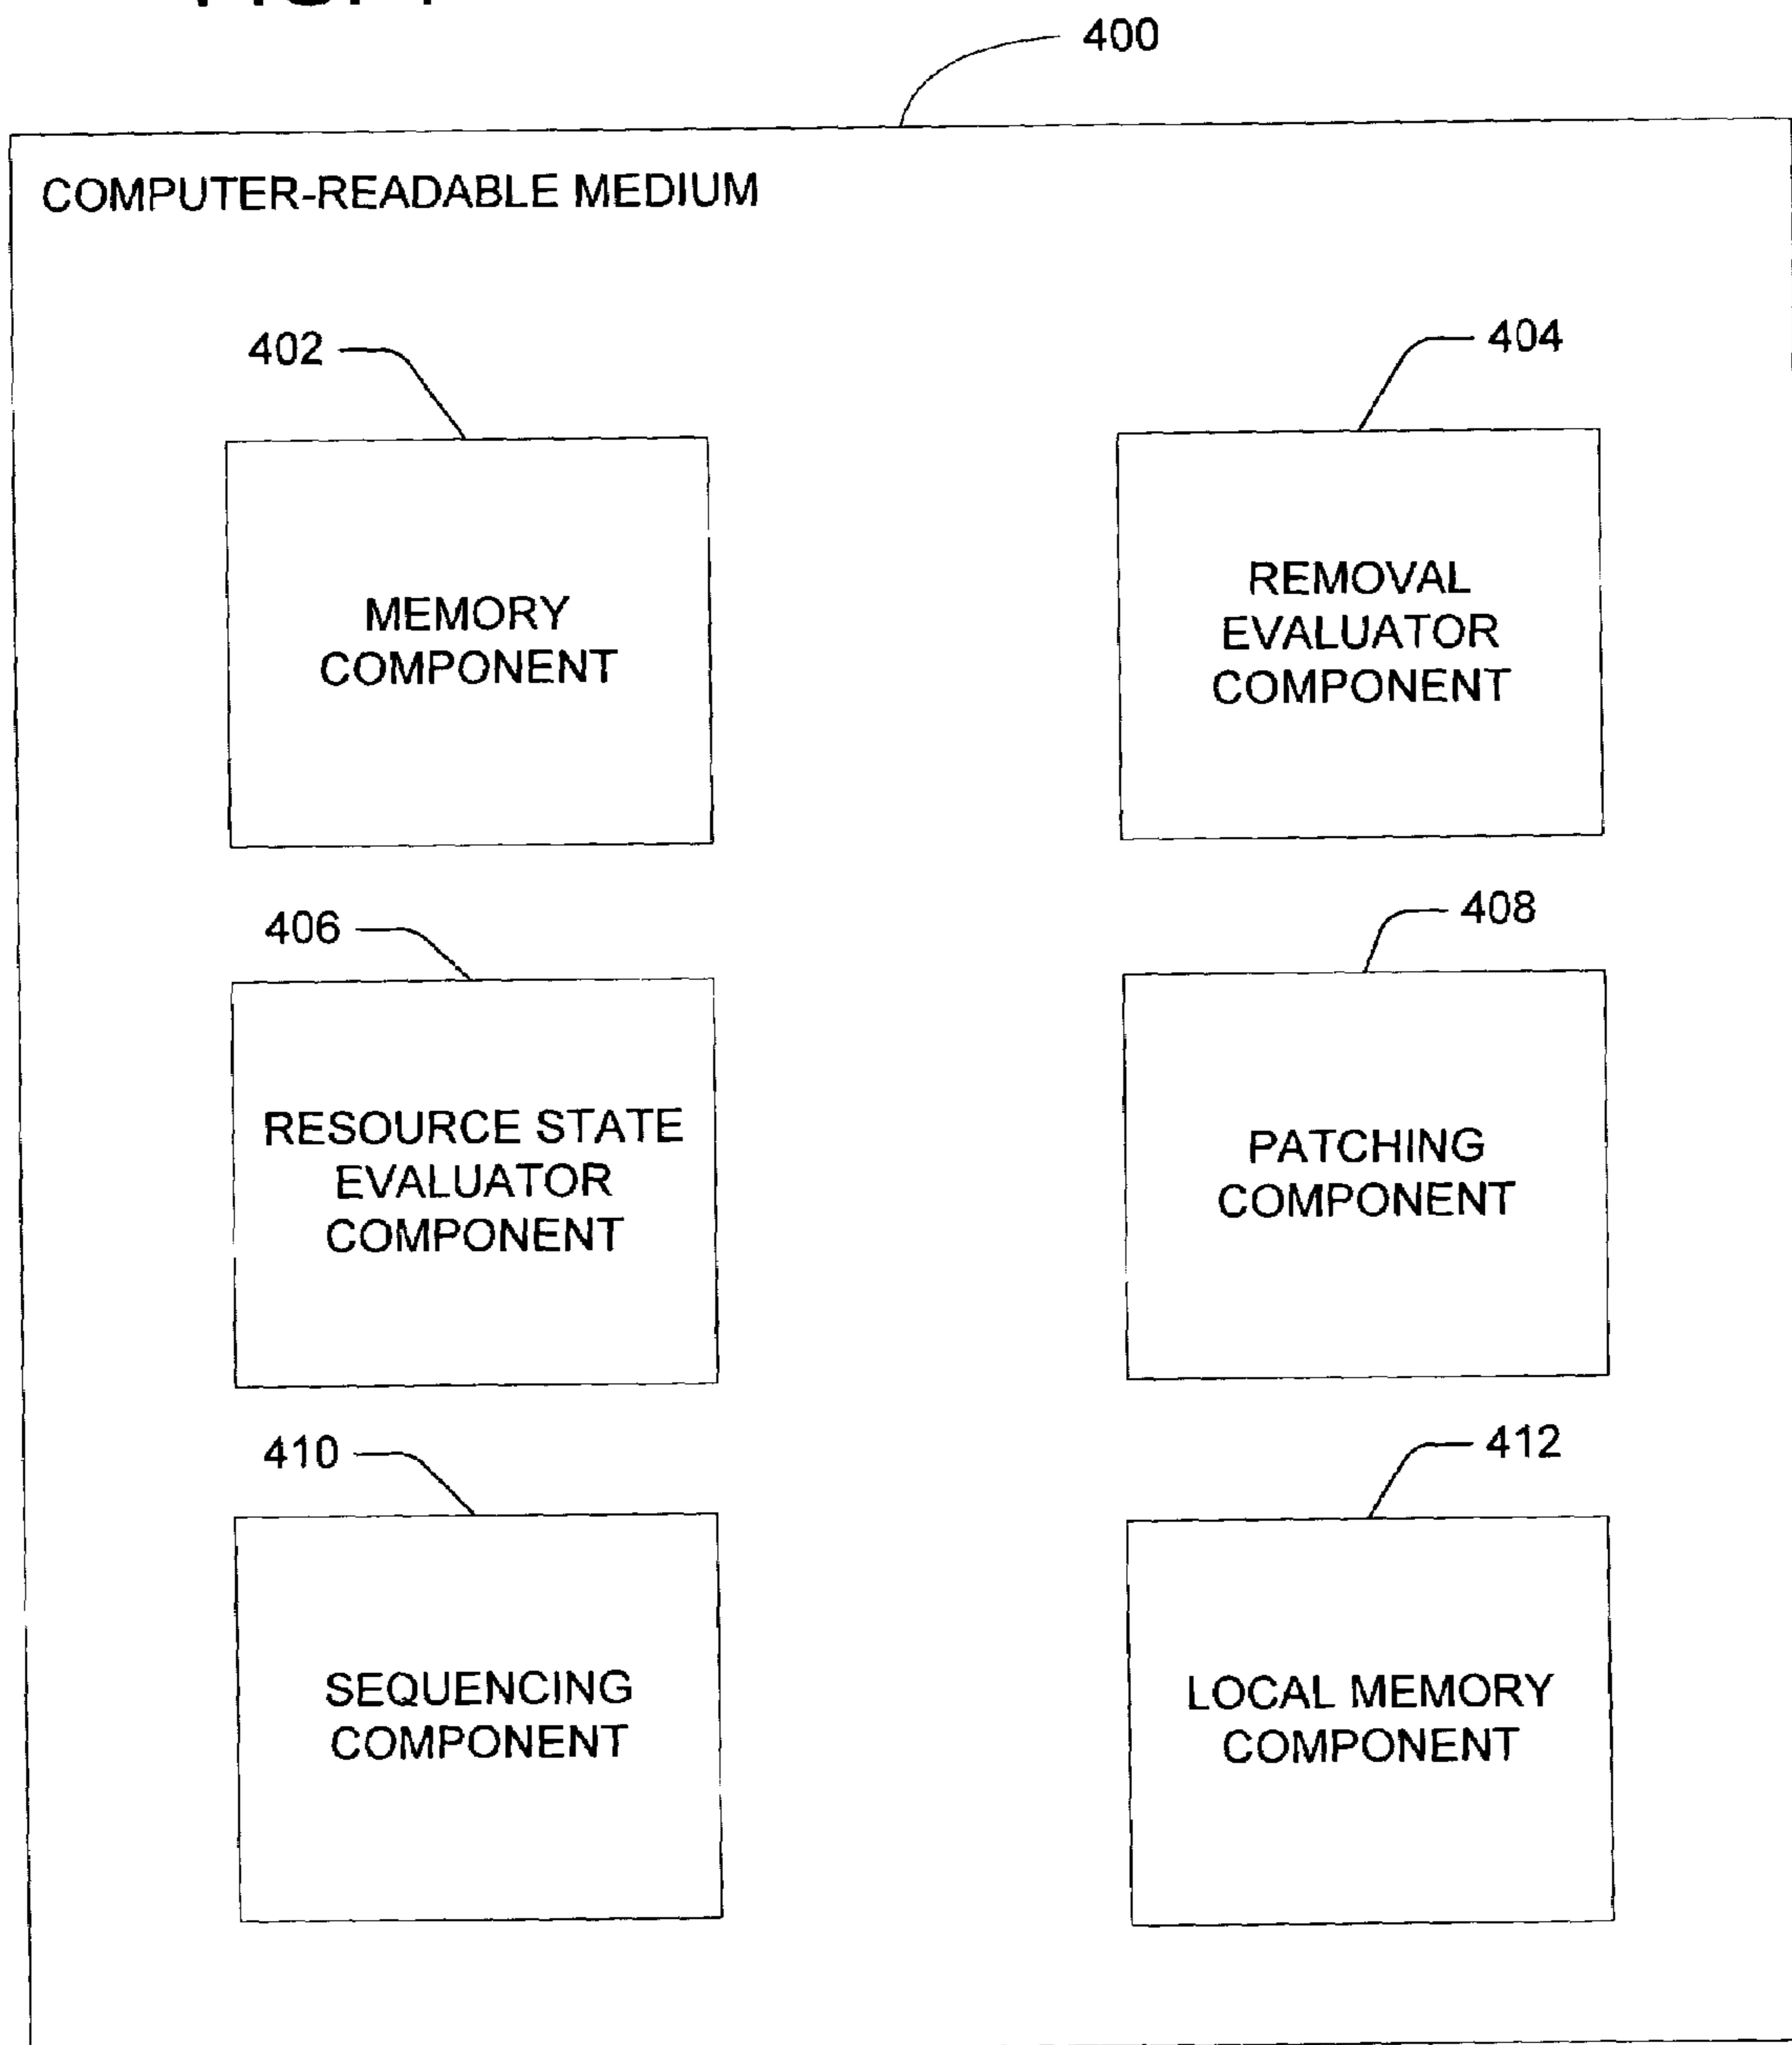 400
COMPUTER-READABLE MEDIUM
402
404
MEMORY
COMPONENT
REMOVAL
EVALUATOR
COMPONENT
406
408
RESOURCE STATE
EVALUATOR
COMPONENT
PATCHING
COMPONENT
410
412
SEQUENCING
COMPONENT
LOCAL MEMORY
COMPONENT